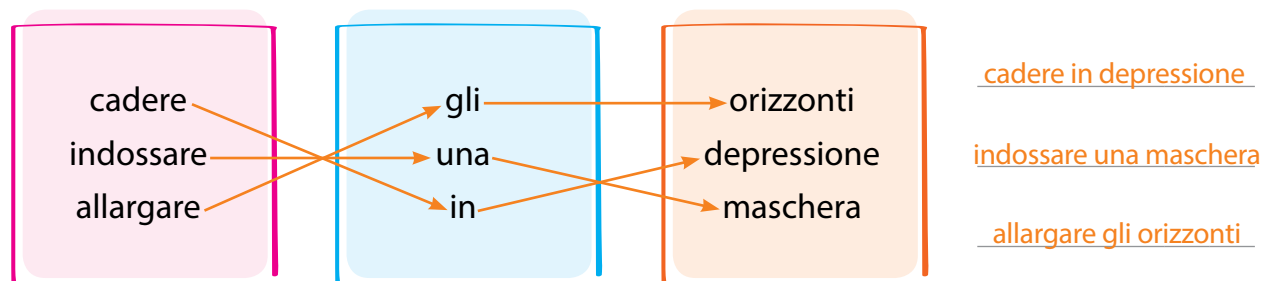 cadere
indossare
allargare
gli
una
in
orizzonti
depressione
maschera
cadere in depressione
indossare una maschera
allargare gli orizzonti